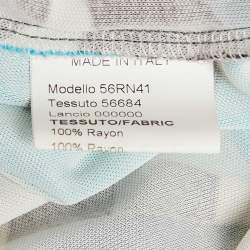 MADE IN ITALY
Modello 56RN41
Tessuto 56684
Lancio 000000
TESSUTO/FABRIC
100% Rayon
100% Rayon